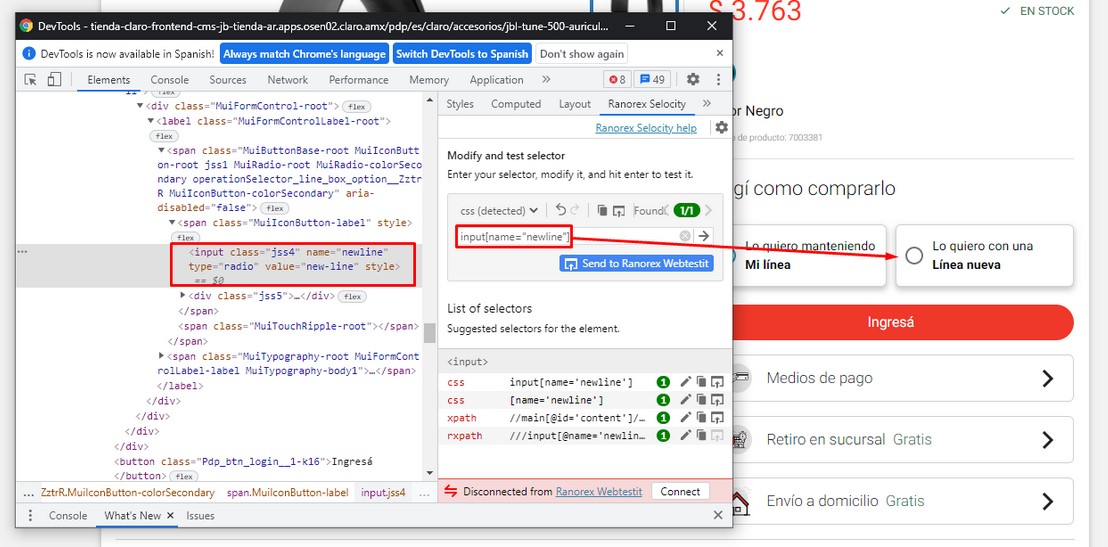 $ 3.763
EN STOCK
DevTools - tienda-claro-frontend-cms-jb-tienda-ar.apps.osen02.claro.amx/pdp/es/claro/accesorios/jbl-tune-500-auricul...
DevTools is now available in Spanish!
Always match Chrome's language
Switch DevTools to Spanish
Don't show again
Elements
Console
Sources
Network
Performance
Memory
Application
8
49
<div class="MuiFormControl-root">
flex
<label class="MuiFormControlLabel-root">
flex
<span class="MuiButtonBase-root MuiIconButt
on-root jss1 MuiRadio-root MuiRadio-colorSeco
ndary operationSelector_line_box_option__Zztr
R MuiIconButton-colorSecondary" aria-
disabled="false">
flex
<span class="MuiIconButton-label" style>
flex
<input class="jss4" name="newline"
type="radio" value="new-line" style>
== $0
<div class="jss5">…</div>
flex
</span>
<span class="MuiTouchRipple-root"></span>
</span>
<span class="MuiTypography-root MuiFormCont
rolLabel-label MuiTypography-body1">…</span>
</label>
</div>
</div>
</div>
<button class="Pdp_btn_login__1-k16">Ingresá
</button>
flex
... ZztrR.MuiIconButton-colorSecondary
span.MuiIconButton-label
input.jss4
...
Console
What's New
Issues
Styles
Computed
Layout
Ranorex Selocity
Ranorex Selocity help
Modify and test selector
Enter your selector, modify it, and hit enter to test it.
css (detected)
Found:
1/1
input[name="newline"]
Send to Ranorex Webtestit
List of selectors
Suggested selectors for the element.
<input>
css input[name='newline'] 1
css [name='newline'] 1
xpath //main[@id='content']/… 1
rxpath ///input[@name='newlin… 1
Disconnected from Ranorex Webtestit
Connect
or Negro
de producto: 7003381
gí como comprarlo
Lo quiero manteniendo
Mi línea
Lo quiero con una
Línea nueva
Ingresá
Medios de pago
Retiro en sucursal Gratis
Envío a domicilio Gratis